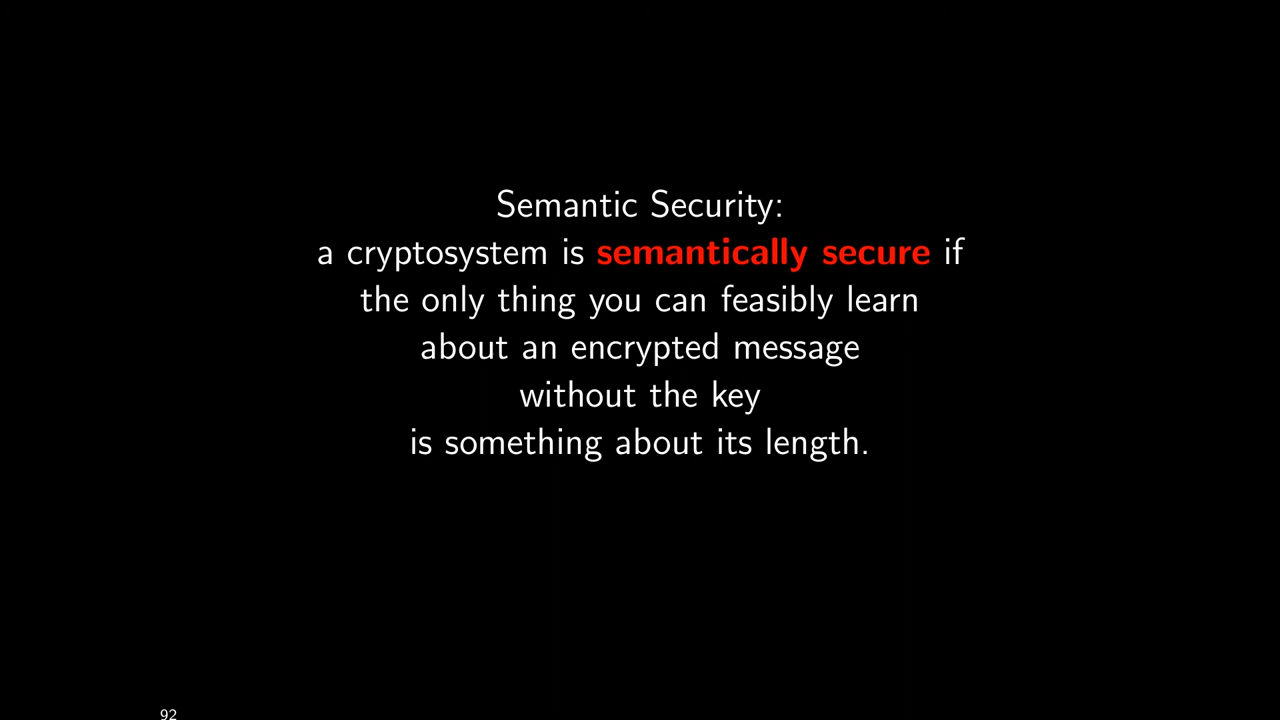 Semantic Security:
a cryptosystem is semantically secure if
the only thing you can feasibly learn
about an encrypted message
without the key
is something about its length.
92